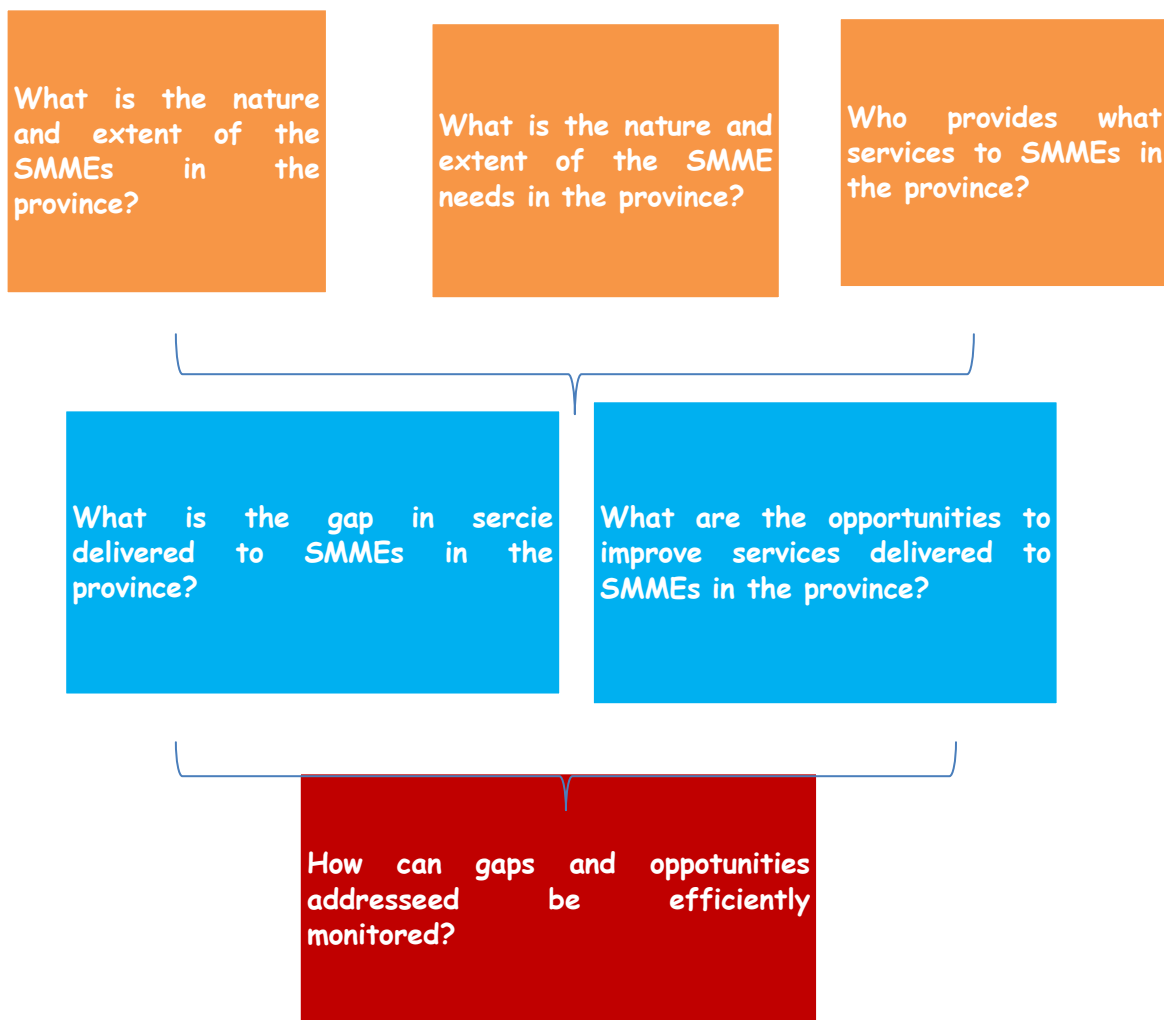 What is the nature
and extent of the
SMMEs in the
province?
What is the nature and
extent of the SMME
needs in the province?
Who provides what
services to SMMEs in
the province?
What is the gap in sercie
delivered to SMMEs in the
province?
What are the opportunities to
improve services delivered to
SMMEs in the province?
How can gaps and oppotunities
addresseed be efficiently
monitored?